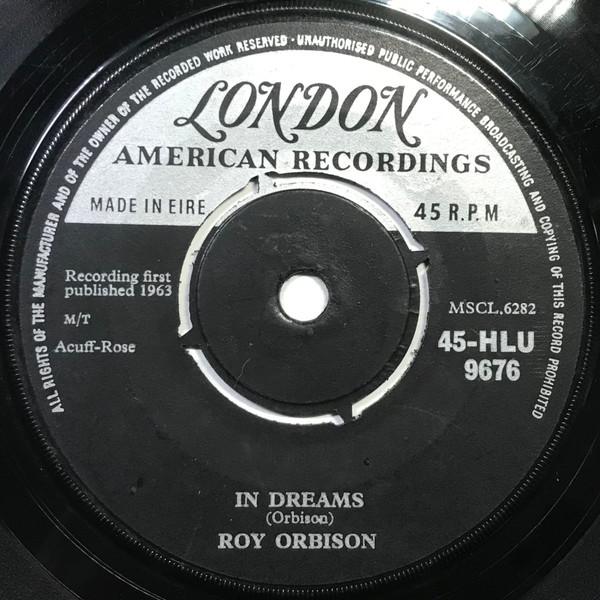 ALL RIGHTS OF THE MANUFACTURER AND OF THE OWNER OF THE RECORDED WORK RESERVED · UNAUTHORISED PUBLIC PERFORMANCE BROADCASTING AND COPYING OF THIS RECORD PROHIBITED
LONDON
AMERICAN RECORDINGS
MADE IN EIRE
45 R.P.M
Recording first
published 1963
M/T
Acuff-Rose
MSCL.6282
45-HLU
9676
IN DREAMS
(Orbison)
ROY ORBISON